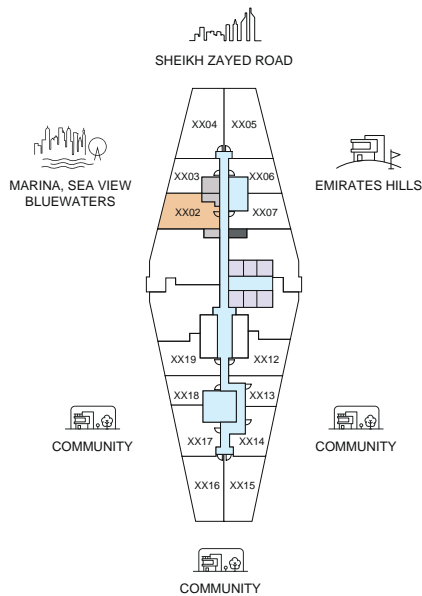 SHEIKH ZAYED ROAD
XX04
XX05
MARINA, SEA VIEW
BLUEWATERS
EMIRATES HILLS
XX03
XX06
XX02
XX07
XX19
XX12
XX18
XX13
COMMUNITY
COMMUNITY
XX17
XX14
XX16
XX15
COMMUNITY